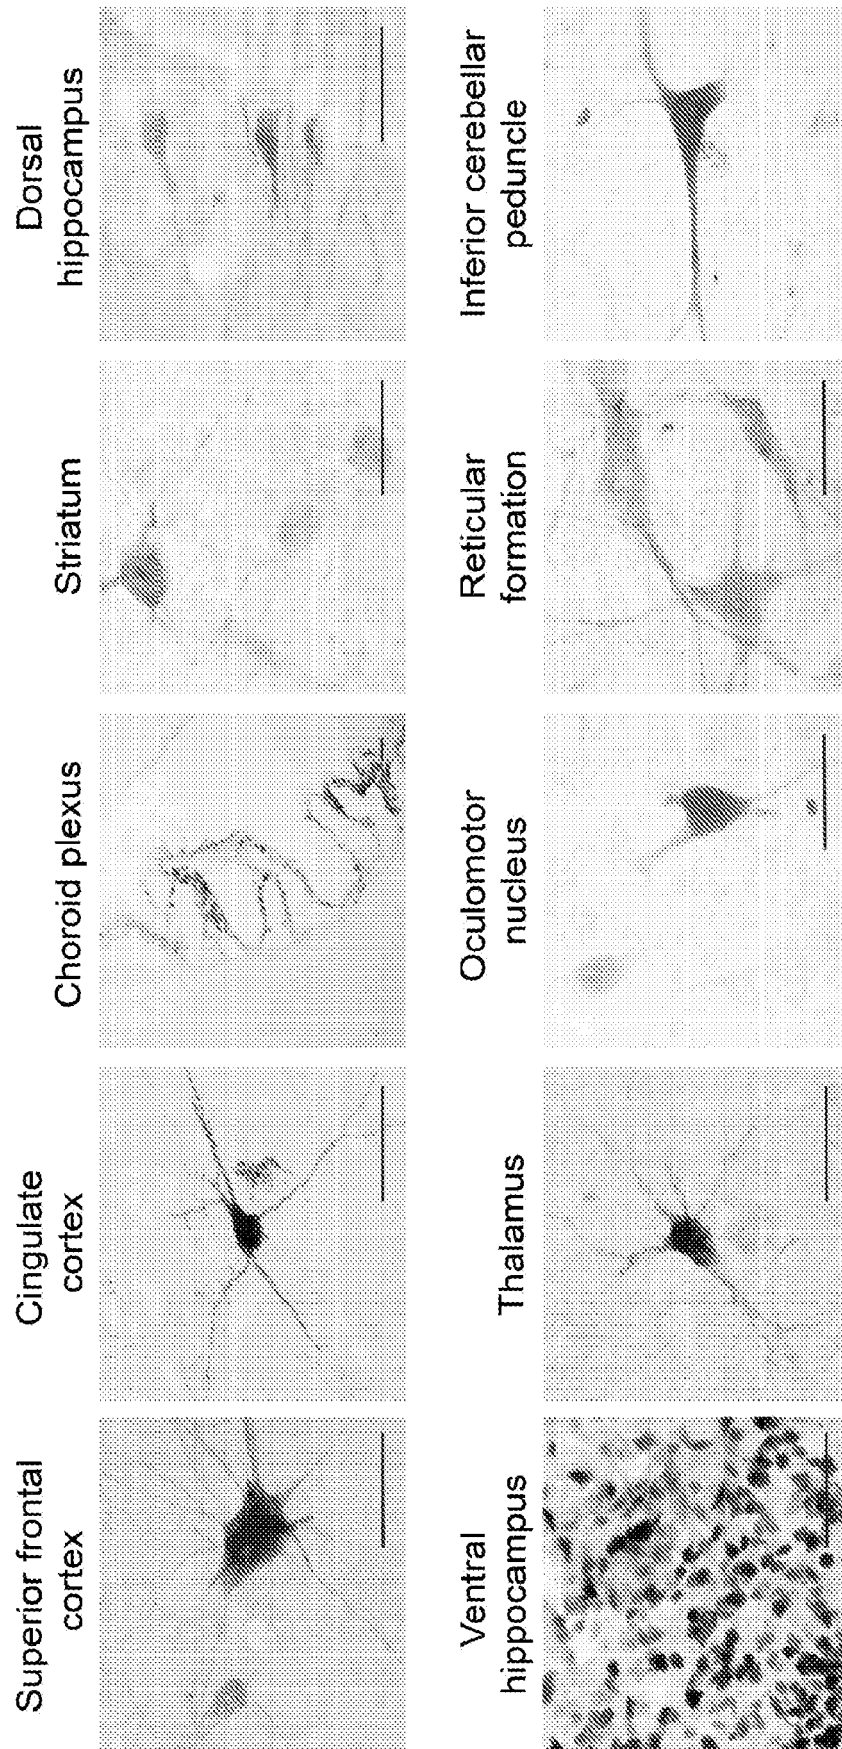 Superior frontal
cortex
Cingulate
cortex
Choroid plexus
Striatum
Dorsal
hippocampus
Ventral
hippocampus
Thalamus
Oculomotor
nucleus
Reticular
formation
Inferior cerebellar
peduncle